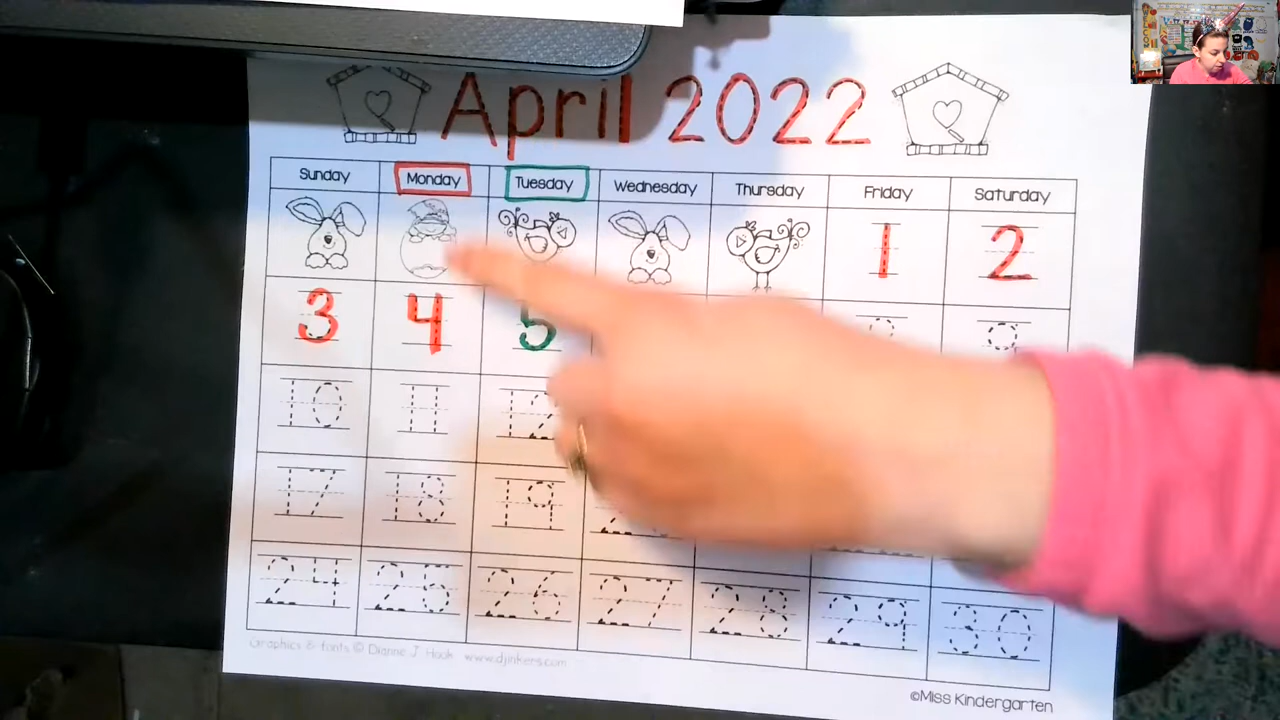 April 2022
Sunday Monday Tuesday Wednesday Thursday Friday Saturday
1 2
3 4 5 9
10 11 12
17 18 19
24 25 26 27 28 29 30
Graphics & fonts © Dianne J. Hook www.djinkers.com
©Miss Kindergarten